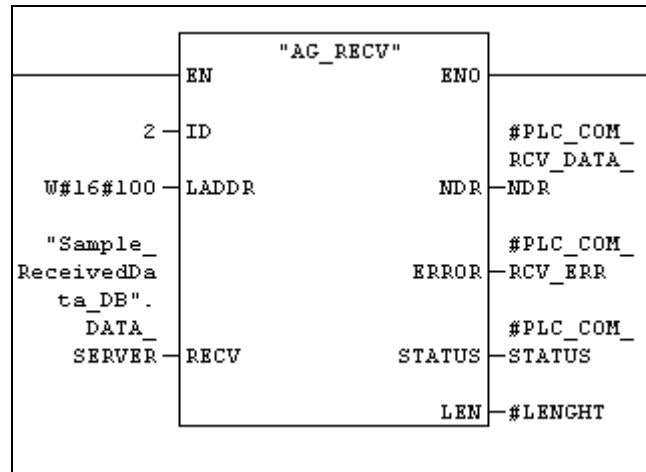 "AG_RECV"
EN ENO
2 ID #PLC_COM_
RCV_DATA_
W#16#100 LADDR NDR NDR
"Sample_ #PLC_COM_
ReceivedDa ERROR RCV_ERR
ta_DB".
DATA_ #PLC_COM_
SERVER RECV STATUS STATUS
LEN #LENGHT